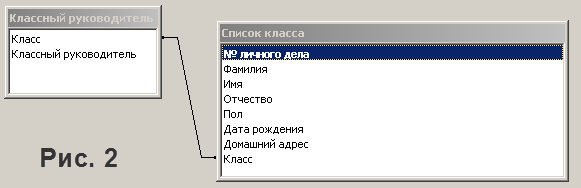 Классный руководитель
Класс
Классный руководитель
Список класса
№ личного дела
Фамилия
Имя
Отчество
Пол
Дата рождения
Домашний адрес
Класс
Рис. 2